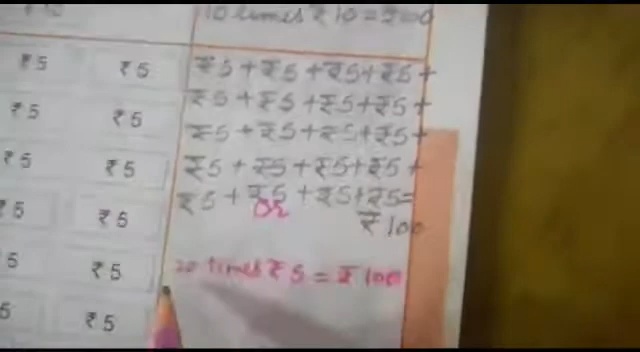 10 times ₹10 = ₹100
₹5 ₹5
₹5 + ₹5 + ₹5 + ₹5 +
₹5 ₹5
₹5 + ₹5 + ₹5 + ₹5 +
₹5 + ₹5 + ₹5 + ₹5 +
₹5 ₹5
₹5 + ₹5 + ₹5 + ₹5 +
₹5 ₹5
₹5 + ₹5 + ₹5 + ₹5 =
or
₹100
5 ₹5
20 times ₹5 = ₹100
5 ₹5